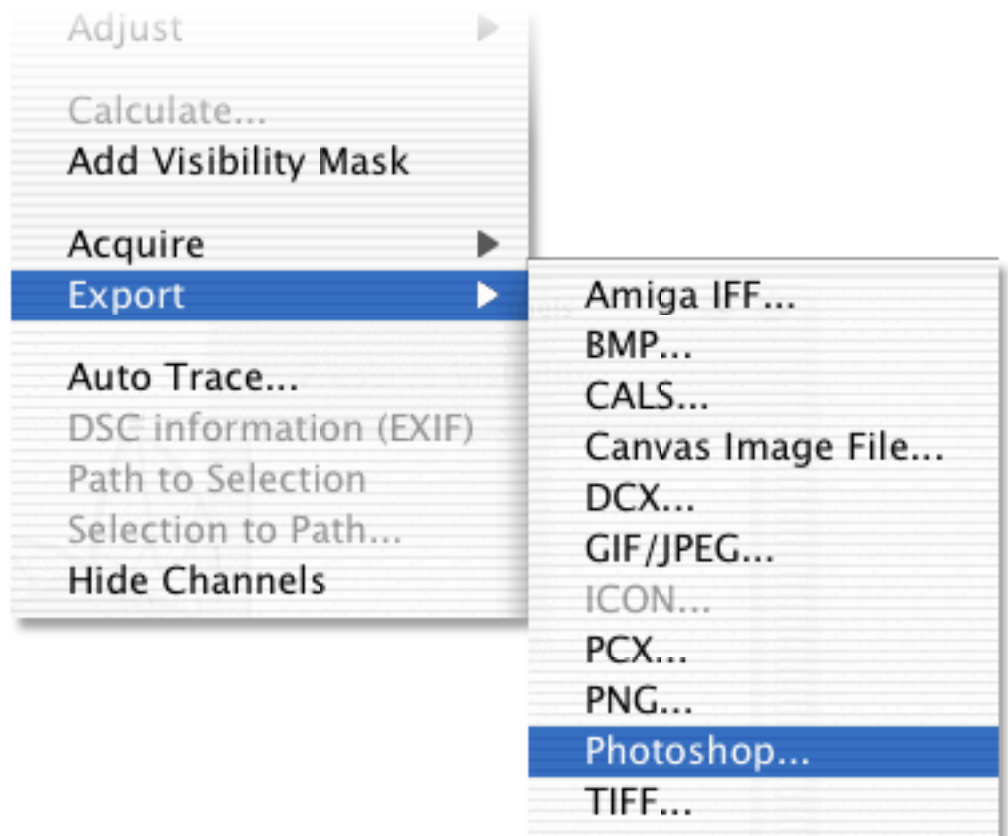 Adjust
Calculate...
Add Visibility Mask
Acquire
Export
Auto Trace...
DSC information (EXIF)
Path to Selection
Selection to Path...
Hide Channels
Amiga IFF...
BMP...
CALS...
Canvas Image File...
DCX...
GIF/JPEG...
ICON...
PCX...
PNG...
Photoshop...
TIFF...